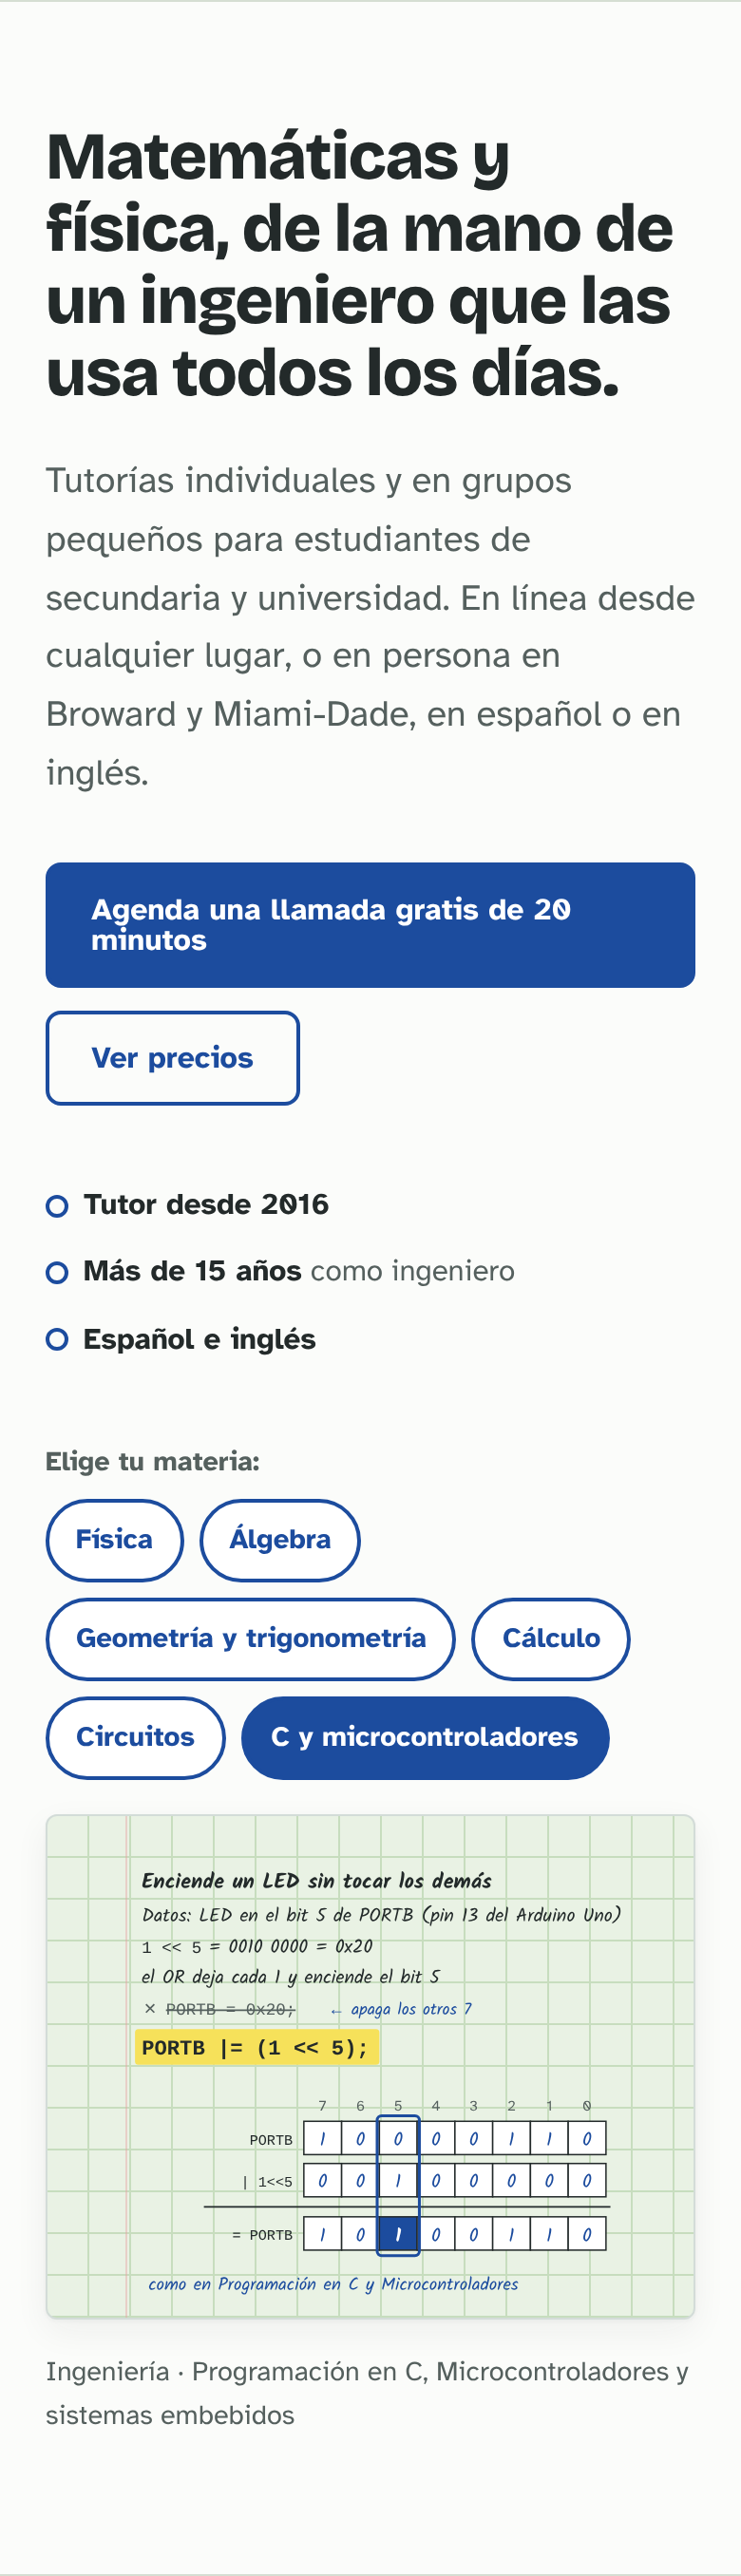 Matemáticas y
física, de la mano de
un ingeniero que las
usa todos los días.
Tutorías individuales y en grupos
pequeños para estudiantes de
secundaria y universidad. En línea desde
cualquier lugar, o en persona en
Broward y Miami-Dade, en español o en
inglés.
Agenda una llamada gratis de 20
minutos
Ver precios
Tutor desde 2016
Más de 15 años como ingeniero
Español e inglés
Elige tu materia:
Física Álgebra
Geometría y trigonometría Cálculo
Circuitos C y microcontroladores
Enciende un LED sin tocar los demás
Datos: LED en el bit 5 de PORTB (pin 13 del Arduino Uno)
1 << 5 = 0010 0000 = 0x20
el OR deja cada 1 y enciende el bit 5
× PORTB = 0x20; ← apaga los otros 7
PORTB |= (1 << 5);
7 6 5 4 3 2 1 0
PORTB 1 0 0 0 0 1 1 0
| 1<<5 0 0 1 0 0 0 0 0
= PORTB 1 0 1 0 0 1 1 0
como en Programación en C y Microcontroladores
Ingeniería · Programación en C, Microcontroladores y
sistemas embebidos